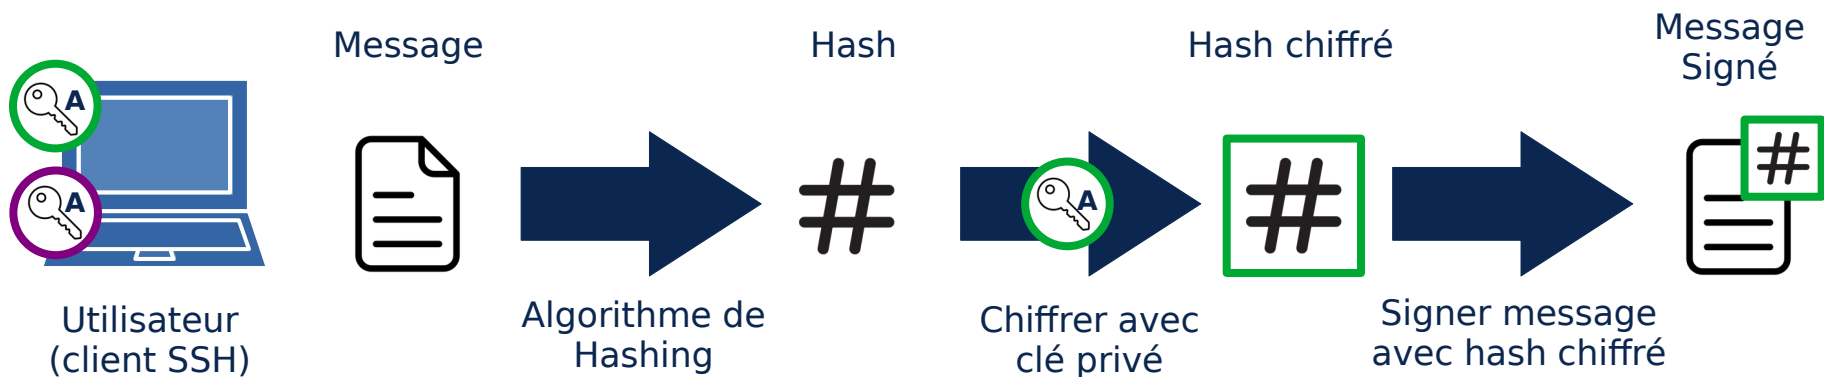 Message
Hash
Hash chiffré
Message
Signé
A
A
A
Utilisateur
(client SSH)
Algorithme de
Hashing
Chiffrer avec
clé privé
Signer message
avec hash chiffré